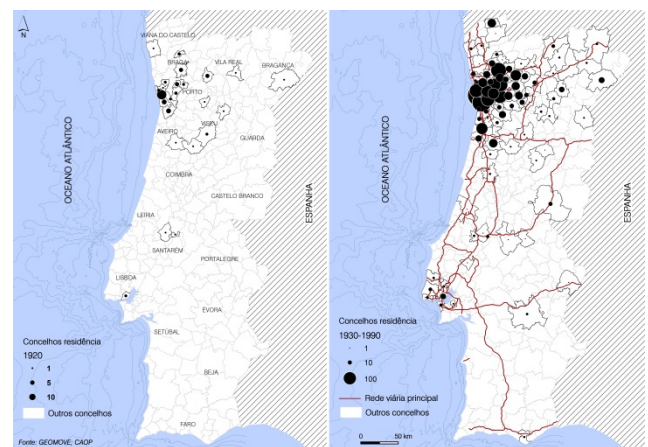 N
VIANA DO CASTELO
BRAGA
VILA REAL
BRAGANÇA
PORTO
AVEIRO
VISEU
GUARDA
COIMBRA
CASTELO BRANCO
LEIRIA
SANTARÉM
PORTALEGRE
LISBOA
ÉVORA
SETÚBAL
BEJA
FARO
OCEANO ATLÂNTICO
ESPANHA
Concelhos residência
1920
1
5
10
Outros concelhos
Fonte: GEOMOVE; CAOP
OCEANO ATLÂNTICO
ESPANHA
Concelhos residência
1930-1990
1
10
100
Rede viária principal
Outros concelhos
0 50 km